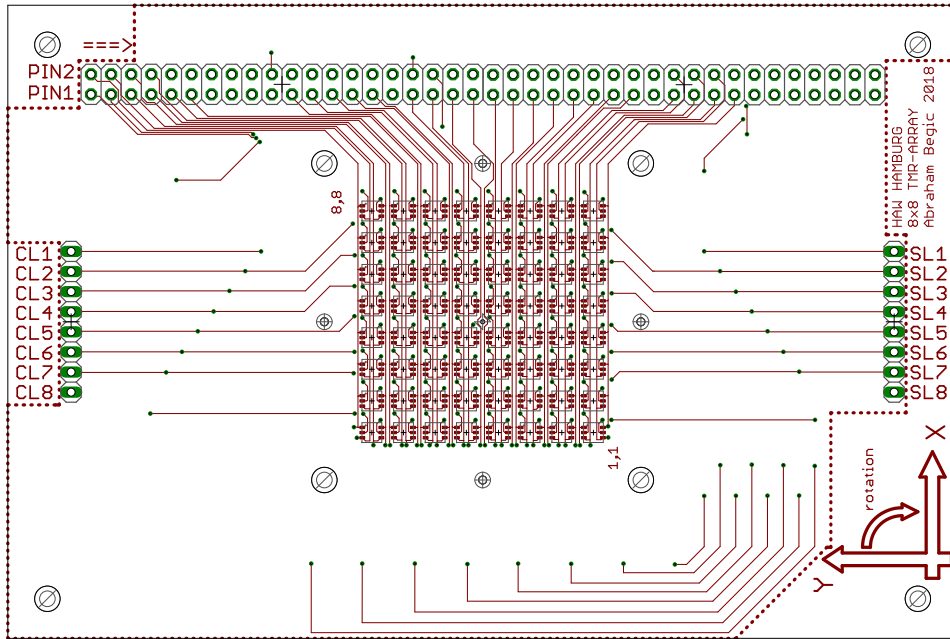 ===>
PIN2
PIN1
HAW HAMBURG
8x8 TMR-ARRAY
Abraham Begic 2018
8,8
CL1
CL2
CL3
CL4
CL5
CL6
CL7
CL8
SL1
SL2
SL3
SL4
SL5
SL6
SL7
SL8
1,1
rotation
X
Y